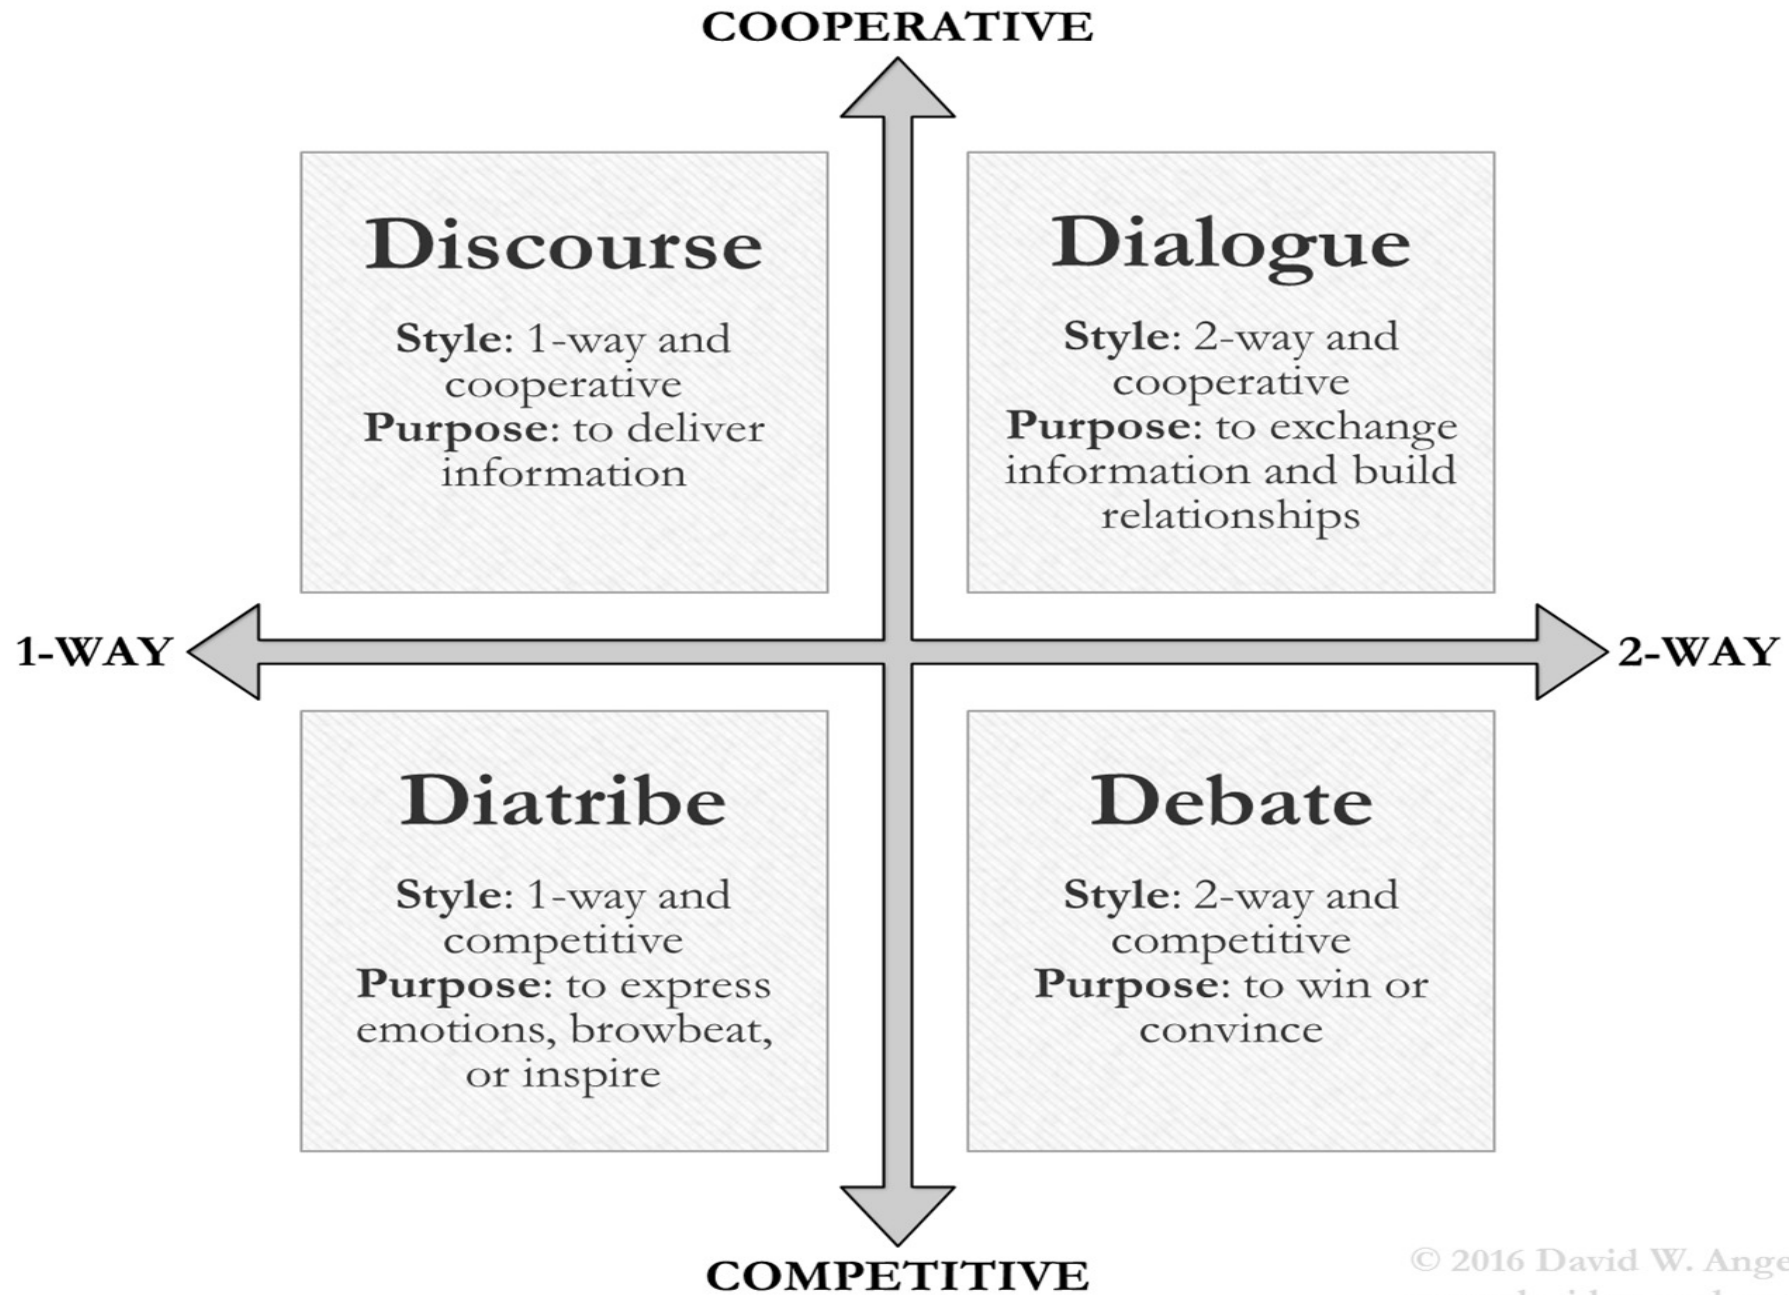 COOPERATIVE
Discourse
Style: 1-way and
cooperative
Purpose: to deliver
information
Dialogue
Style: 2-way and
cooperative
Purpose: to exchange
information and build
relationships
1-WAY
2-WAY
Diatribe
Style: 1-way and
competitive
Purpose: to express
emotions, browbeat,
or inspire
Debate
Style: 2-way and
competitive
Purpose: to win or
convince
COMPETITIVE
© 2016 David W. Ange